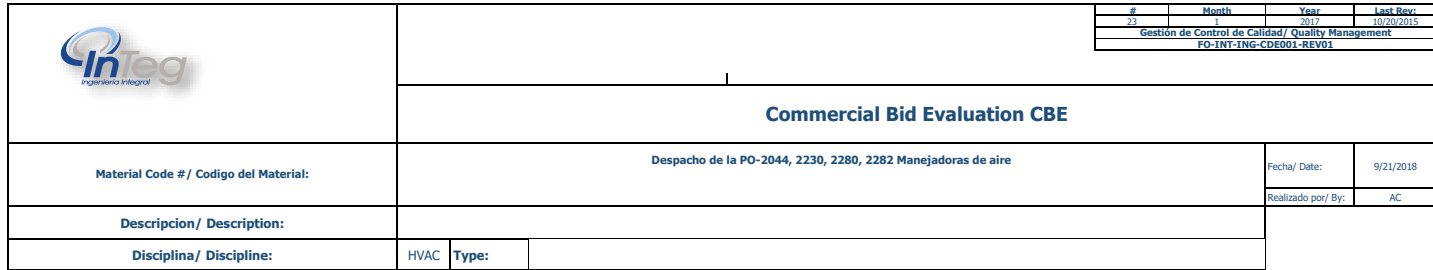 # Month Year Last Rev:
23 1 2017 10/20/2015
Gestión de Control de Calidad/ Quality Management
FO-INT-ING-CDE001-REV01
InTeg
Ingeniería Integral
Commercial Bid Evaluation CBE
Material Code #/ Codigo del Material:
Despacho de la PO-2044, 2230, 2280, 2282 Manejadoras de aire
Fecha/ Date: 9/21/2018
Realizado por/ By: AC
Descripcion/ Description:
Disciplina/ Discipline: HVAC Type: